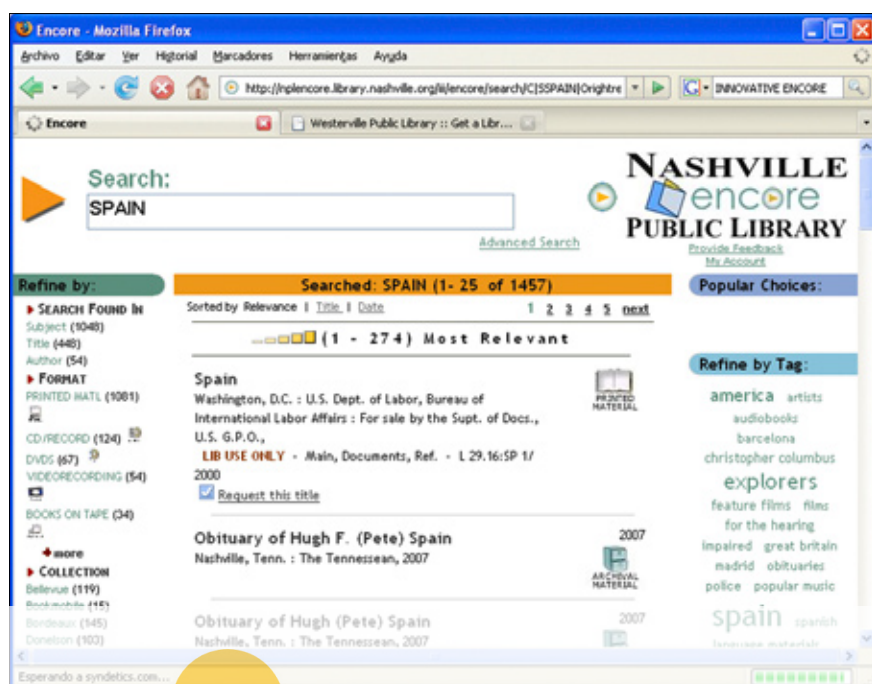 Encore - Mozilla Firefox
Archivo Editar Ver Historial Marcadores Herramientas Ayuda
http://nplencore.library.nashville.org/iii/encore/search/C|SSPAIN|Orightre
INNOVATIVE ENCORE
Encore
Westerville Public Library :: Get a Libr...
Search:
SPAIN
Advanced Search
NASHVILLE
encore
PUBLIC LIBRARY
Provide Feedback
My Account
Refine by:
SEARCH FOUND IN
Subject (1048)
Title (448)
Author (54)
FORMAT
PRINTED MATL (1081)
CD/RECORD (124)
DVDS (67)
VIDEORECORDING (54)
BOOKS ON TAPE (34)
+more
COLLECTION
Bellevue (119)
Bookmobile (15)
Bordeaux (145)
Donelson (103)
Searched: SPAIN (1- 25 of 1457)
Sorted by Relevance | Title | Date
1 2 3 4 5 next
(1 - 274) Most Relevant
Spain
Washington, D.C. : U.S. Dept. of Labor, Bureau of
International Labor Affairs : For sale by the Supt. of Docs.,
U.S. G.P.O.,
LIB USE ONLY - Main, Documents, Ref. - L 29.16:SP 1/
2000
Request this title
PRINTED
MATERIAL
Obituary of Hugh F. (Pete) Spain
Nashville, Tenn. : The Tennessean, 2007
2007
ARCHIVAL
MATERIAL
Obituary of Hugh (Pete) Spain
Nashville, Tenn. : The Tennessean, 2007
2007
Popular Choices:
Refine by Tag:
america artists
audiobooks
barcelona
christopher columbus
explorers
feature films films
for the hearing
impaired great britain
madrid obituaries
police popular music
spain spanish
language materials
Esperando a syndetics.com...